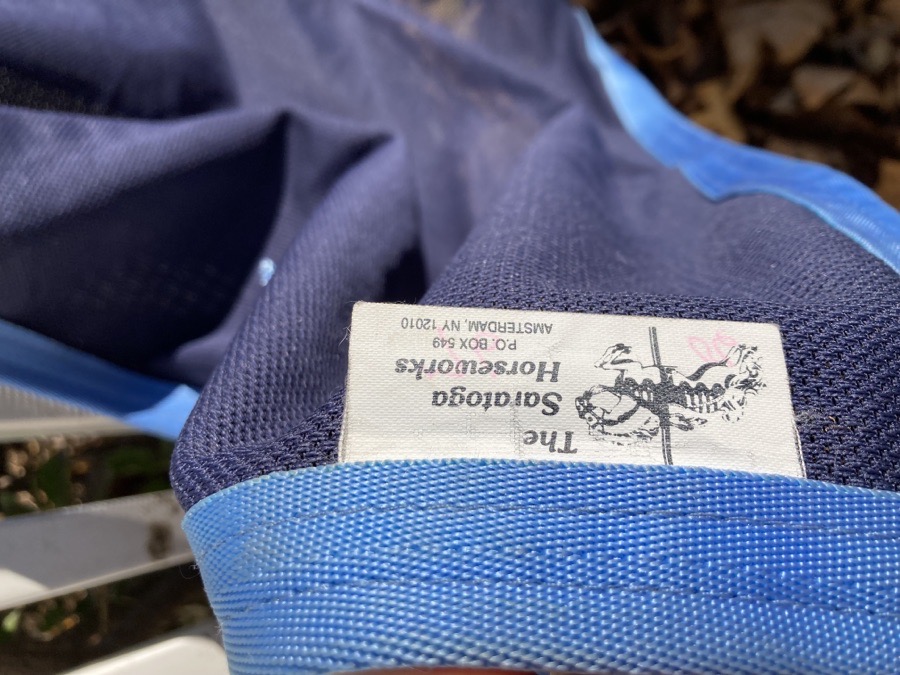 The
Saratoga
Horseworks
P.O. BOX 549
AMSTERDAM, NY 12010